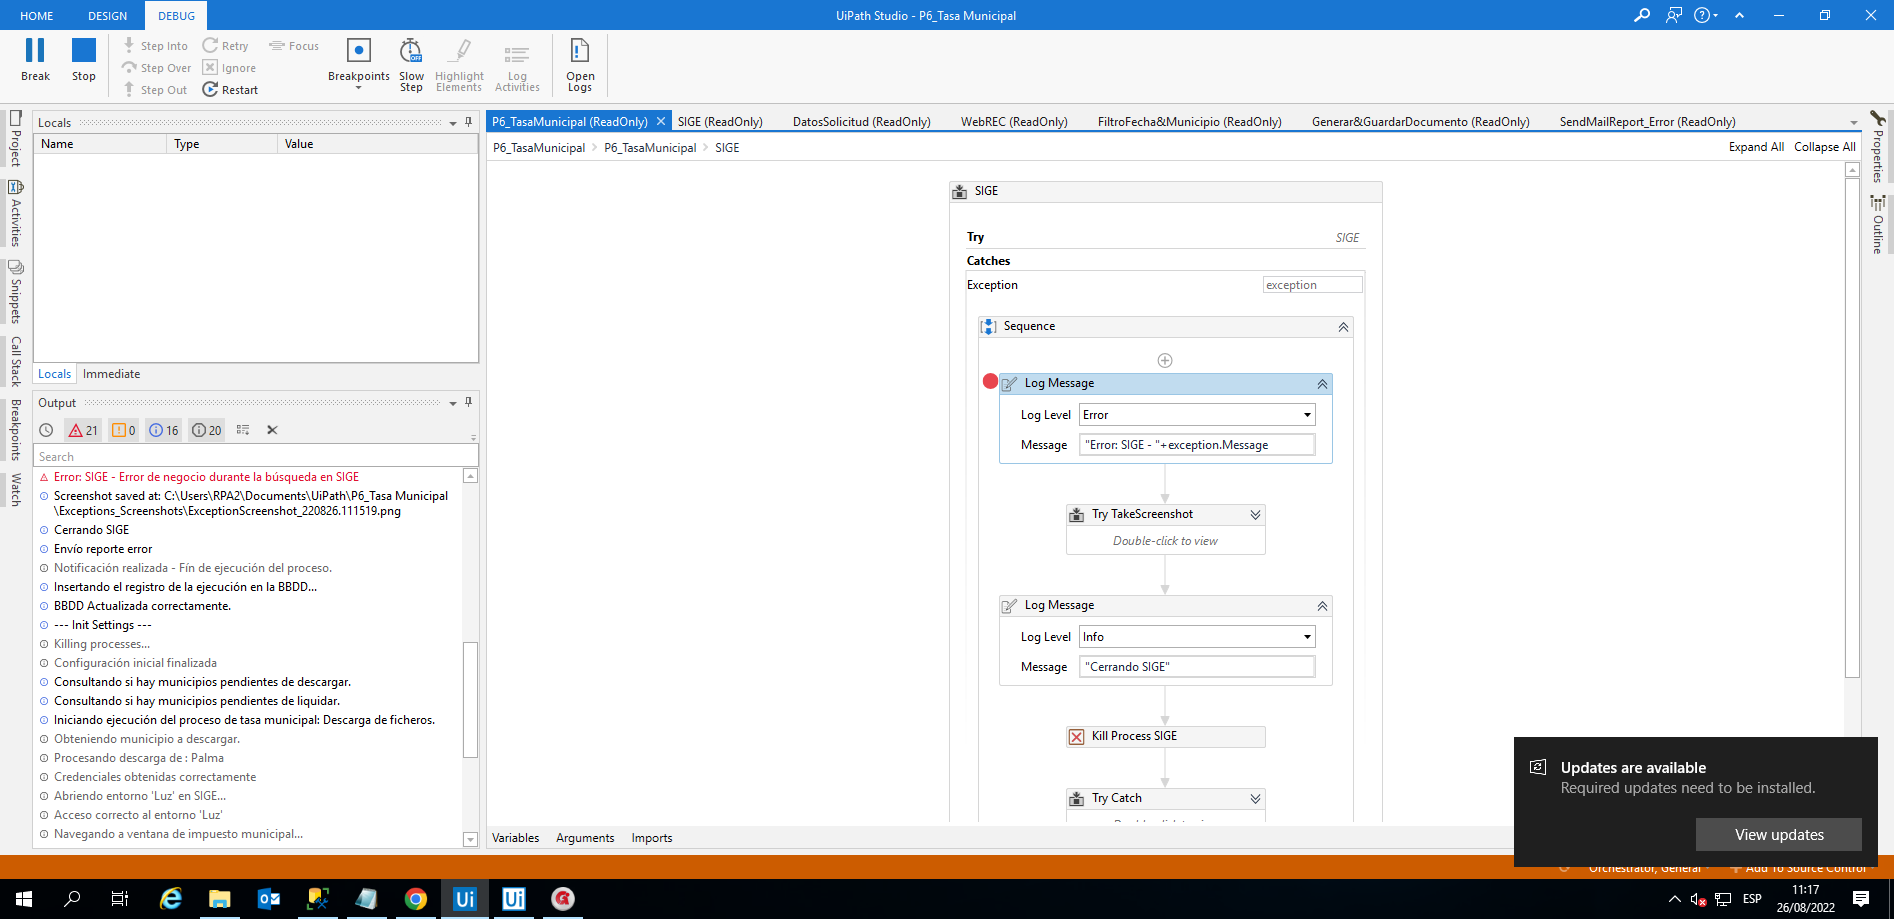 HOME DESIGN DEBUG UiPath Studio - P6_Tasa Municipal
Break Stop Step Into Step Over Step Out Retry Ignore Restart Focus Breakpoints Slow Step Highlight Elements Log Activities Open Logs
Project
Activities
Snippets
Call Stack
Breakpoints
Watch
Locals
Name Type Value
Locals Immediate
Output
21 0 16 20
Search
Error: SIGE - Error de negocio durante la búsqueda en SIGE
Screenshot saved at: C:\Users\RPA2\Documents\UiPath\P6_Tasa Municipal
\Exceptions_Screenshots\ExceptionScreenshot_220826.111519.png
Cerrando SIGE
Envío reporte error
Notificación realizada - Fín de ejecución del proceso.
Insertando el registro de la ejecución en la BBDD...
BBDD Actualizada correctamente.
--- Init Settings ---
Killing processes...
Configuración inicial finalizada
Consultando si hay municipios pendientes de descargar.
Consultando si hay municipios pendientes de liquidar.
Iniciando ejecución del proceso de tasa municipal: Descarga de ficheros.
Obteniendo municipio a descargar.
Procesando descarga de : Palma
Credenciales obtenidas correctamente
Abriendo entorno 'Luz' en SIGE...
Acceso correcto al entorno 'Luz'
Navegando a ventana de impuesto municipal...
P6_TasaMunicipal (ReadOnly) SIGE (ReadOnly) DatosSolicitud (ReadOnly) WebREC (ReadOnly) FiltroFecha&Municipio (ReadOnly) Generar&GuardarDocumento (ReadOnly) SendMailReport_Error (ReadOnly)
P6_TasaMunicipal > P6_TasaMunicipal > SIGE Expand All Collapse All
SIGE
Try SIGE
Catches
Exception exception
Sequence
Log Message
Log Level Error
Message "Error: SIGE - "+exception.Message
Try TakeScreenshot
Double-click to view
Log Message
Log Level Info
Message "Cerrando SIGE"
Kill Process SIGE
Try Catch
Variables Arguments Imports
Properties
Outline
Updates are available
Required updates need to be installed.
View updates
Orchestrator, General Add To Source Control
OFF
Ui Ui
ESP 11:17
26/08/2022